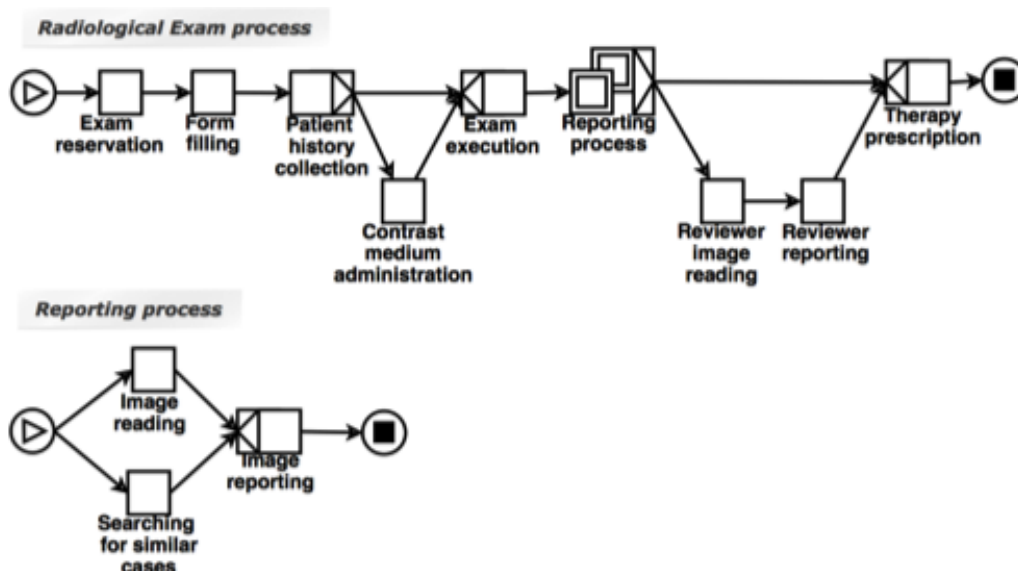 Radiological Exam process
Exam
reservation
Form
filling
Patient
history
collection
Exam
execution
Reporting
process
Therapy
prescription
Contrast
medium
administration
Reviewer
image
reading
Reviewer
reporting
Reporting process
Image
reading
Image
reporting
Searching
for similar
cases